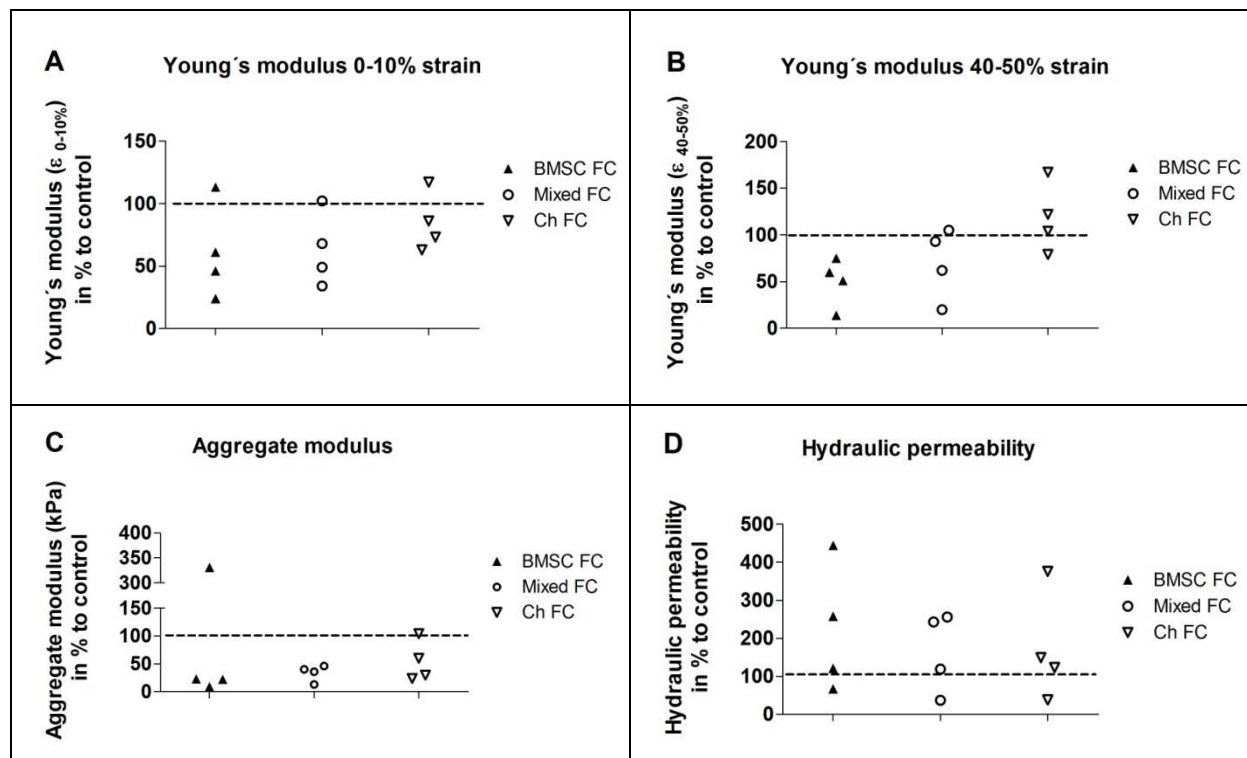 A
Young´s modulus 0-10% strain
Young´s modulus (ε 0-10%)
in % to control
150
100
50
0
BMSC FC
Mixed FC
Ch FC
B
Young´s modulus 40-50% strain
Young´s modulus (ε 40-50%)
in % to control
200
150
100
50
0
BMSC FC
Mixed FC
Ch FC
C
Aggregate modulus
Aggregate modulus (kPa)
in % to control
400
350
300
150
100
50
0
BMSC FC
Mixed FC
Ch FC
D
Hydraulic permeability
Hydraulic permeability
in % to control
500
400
300
200
100
0
BMSC FC
Mixed FC
Ch FC